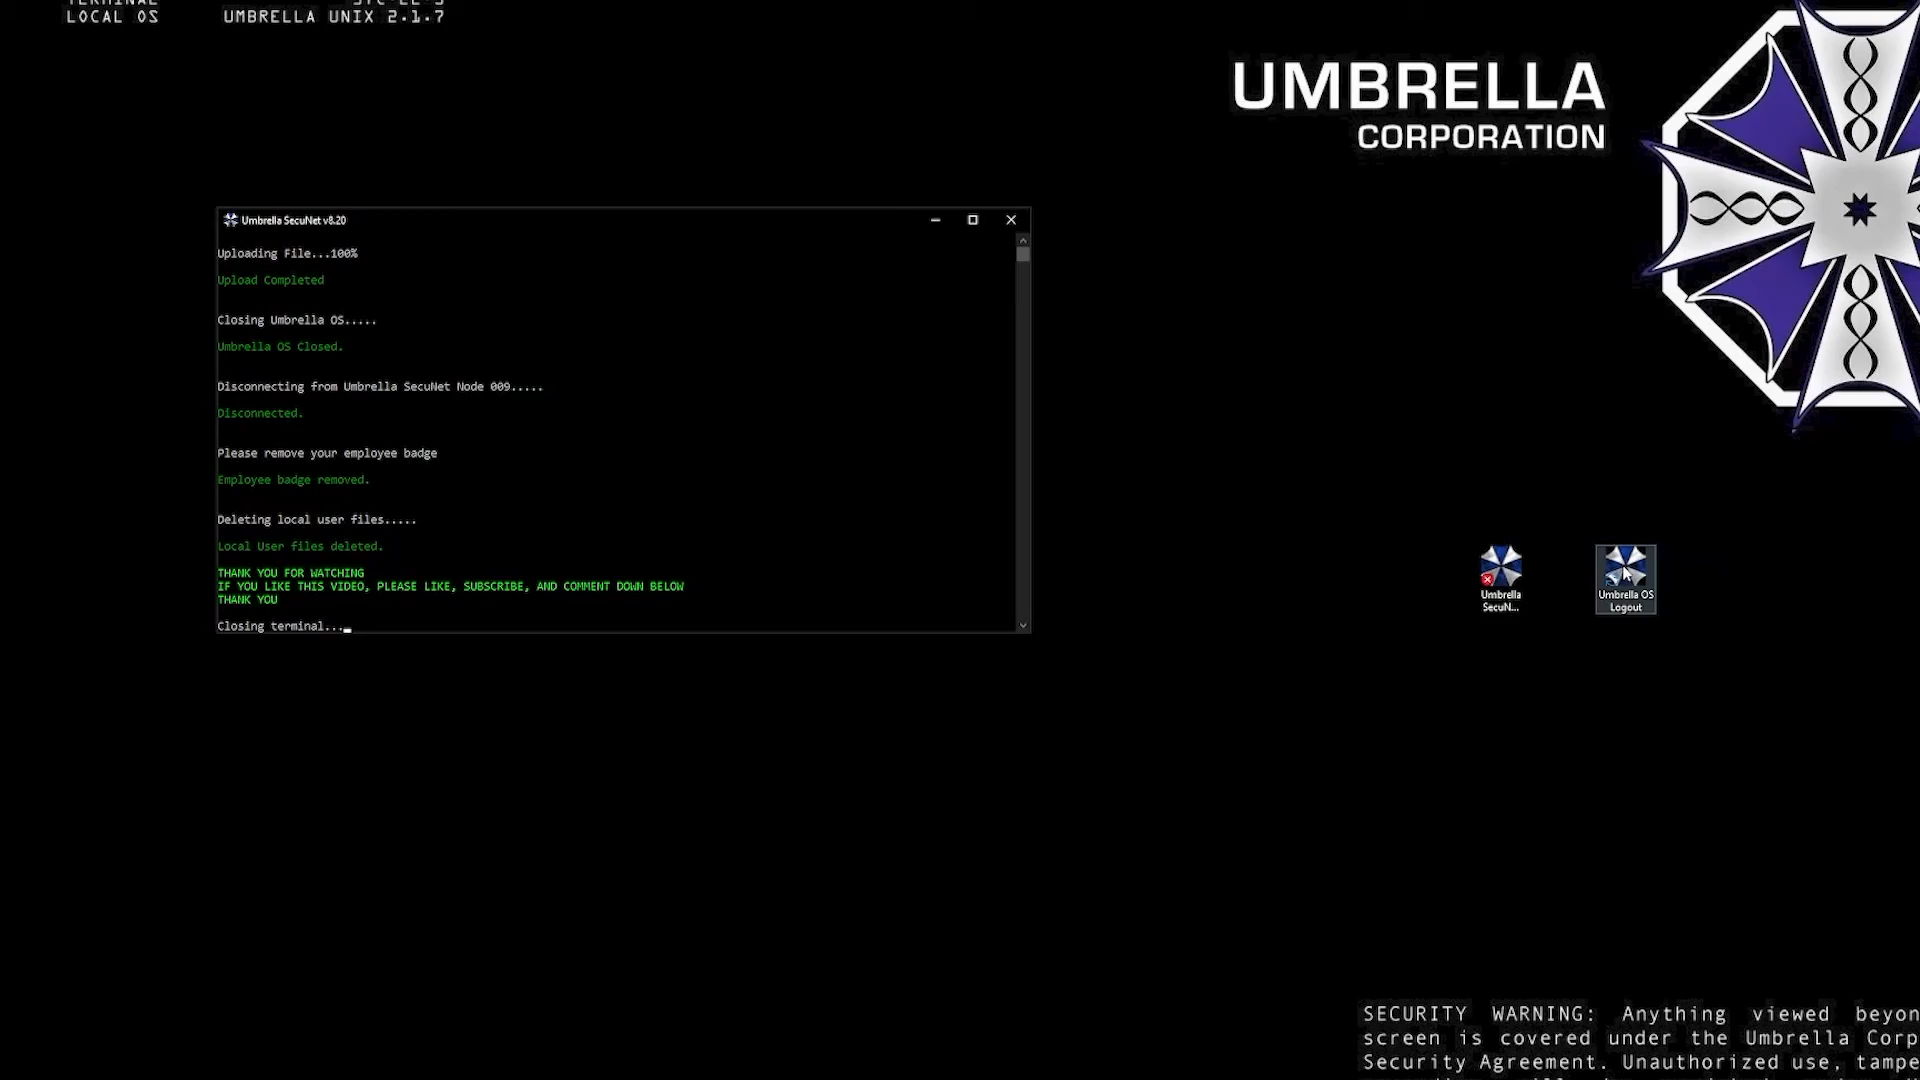 TERMINAL
LOCAL OS UMBRELLA UNIX 2.1.7
UMBRELLA
CORPORATION
Umbrella SecuNet v8.20
Uploading File...100%
Upload Completed
Closing Umbrella OS.....
Umbrella OS Closed.
Disconnecting from Umbrella SecuNet Node 009.....
Disconnected.
Please remove your employee badge
Employee badge removed.
Deleting local user files.....
Local User files deleted.
THANK YOU FOR WATCHING
IF YOU LIKE THIS VIDEO, PLEASE LIKE, SUBSCRIBE, AND COMMENT DOWN BELOW
THANK YOU
Closing terminal...
Umbrella
SecuN...
Umbrella OS
Logout
SECURITY WARNING: Anything viewed beyon
screen is covered under the Umbrella Corp
Security Agreement. Unauthorized use, tampe